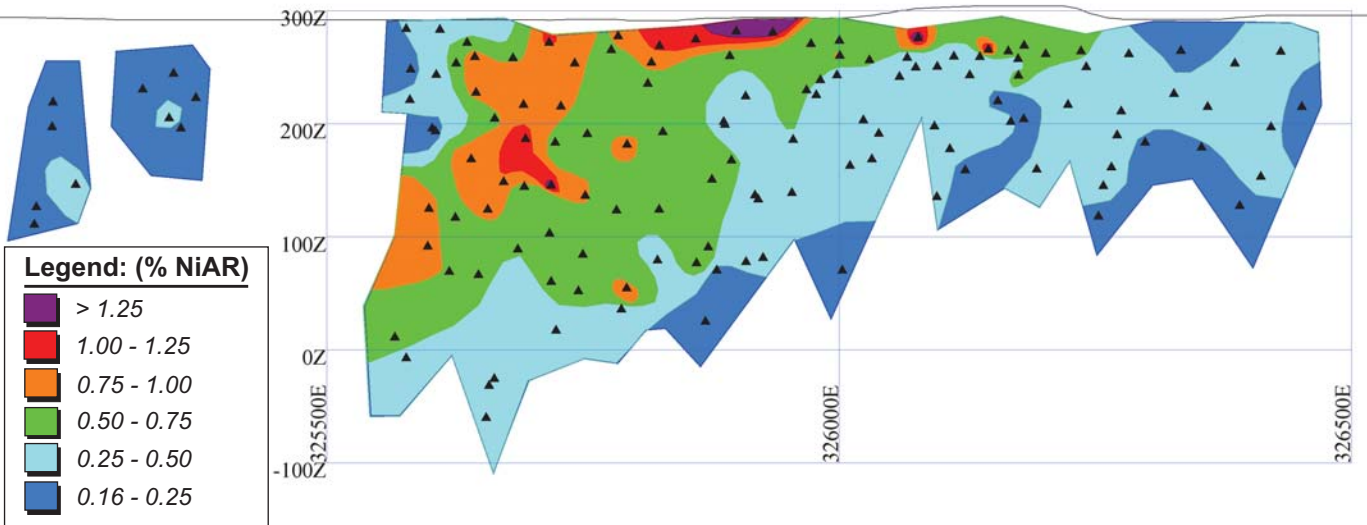 300Z
200Z
100Z
0Z
-100Z
325500E
326000E
326500E
Legend: (% NiAR)
> 1.25
1.00 - 1.25
0.75 - 1.00
0.50 - 0.75
0.25 - 0.50
0.16 - 0.25